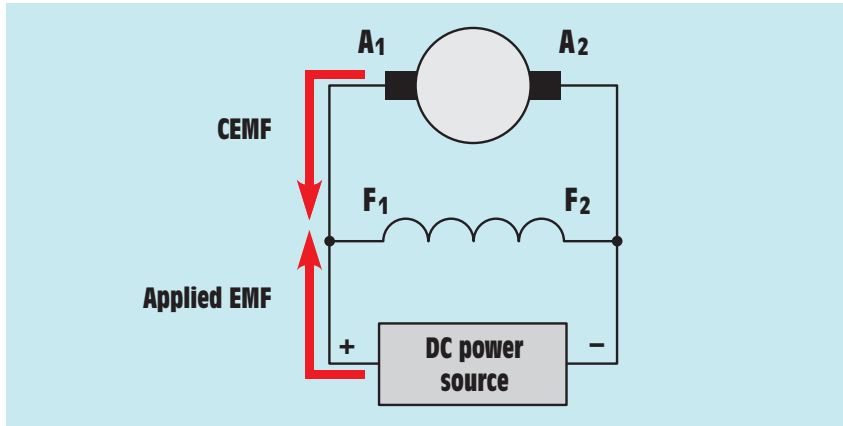 A1 A2
CEMF
F1 F2
Applied EMF
+ DC power −
source